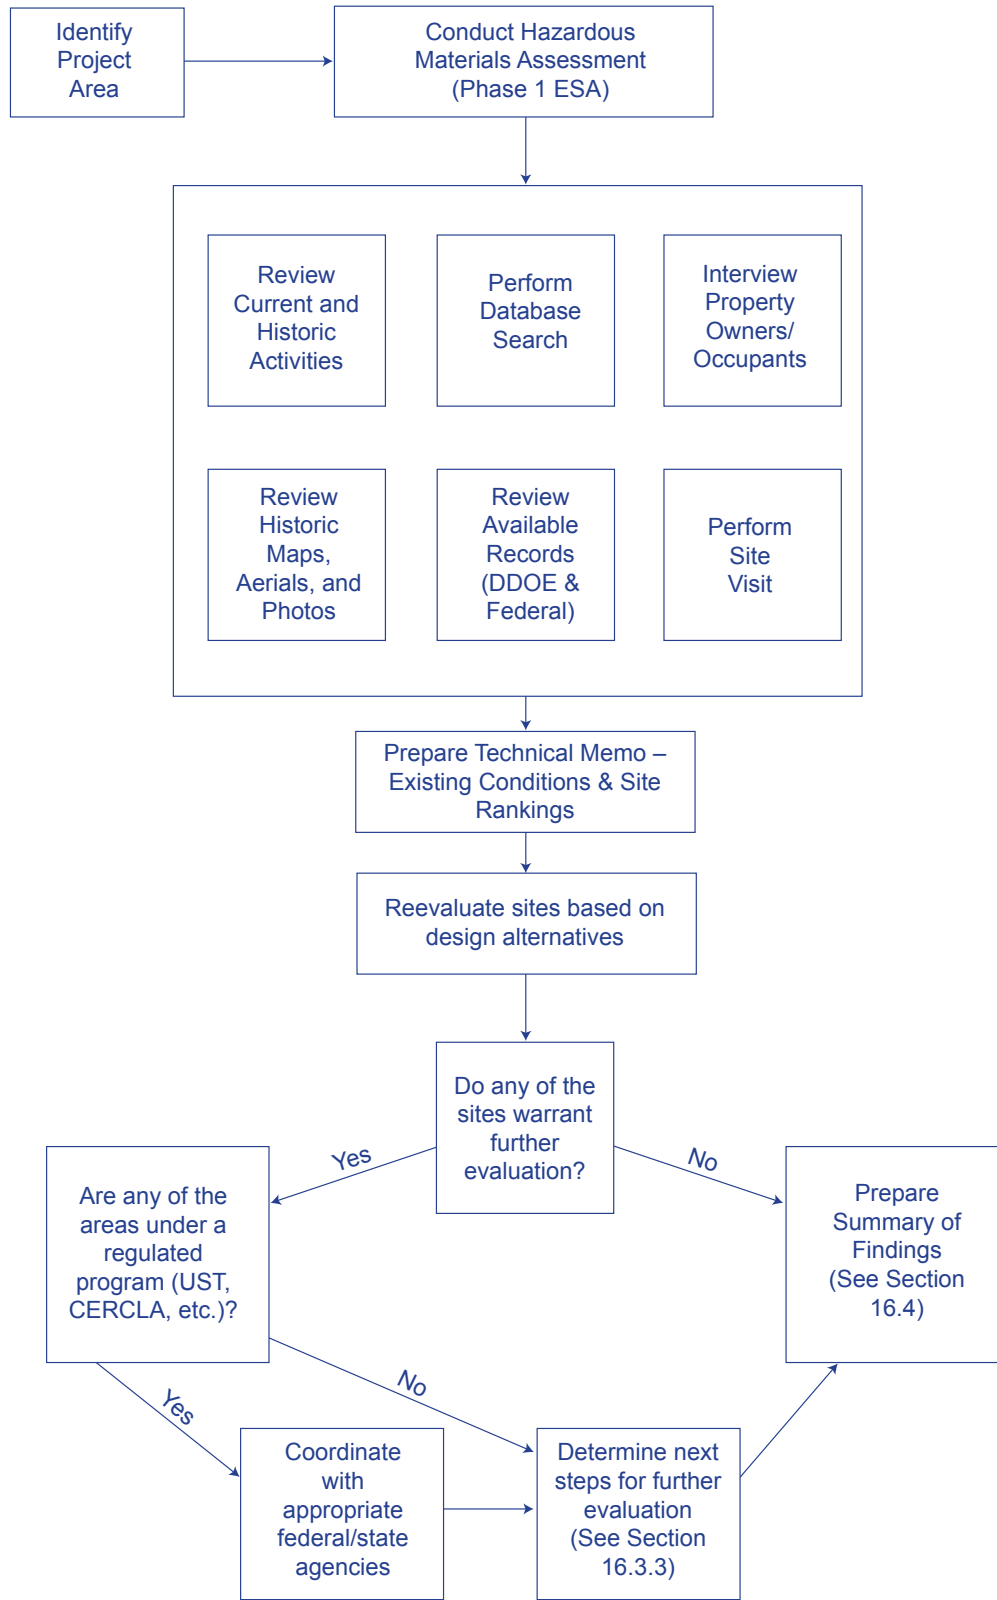 Identify
Project
Area
Conduct Hazardous
Materials Assessment
(Phase 1 ESA)
Review
Current and
Historic
Activities
Perform
Database
Search
Interview
Property
Owners/
Occupants
Review
Historic
Maps,
Aerials, and
Photos
Review
Available
Records
(DDOE &
Federal)
Perform
Site
Visit
Prepare Technical Memo –
Existing Conditions & Site
Rankings
Reevaluate sites based on
design alternatives
Do any of the
sites warrant
further
evaluation?
Yes
No
Are any of the
areas under a
regulated
program (UST,
CERCLA, etc.)?
Prepare
Summary of
Findings
(See Section
16.4)
Yes
No
Coordinate
with
appropriate
federal/state
agencies
Determine next
steps for further
evaluation
(See Section
16.3.3)